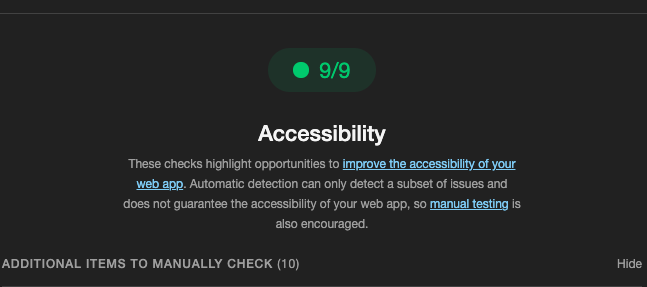 9/9
Accessibility
These checks highlight opportunities to improve the accessibility of your
web app. Automatic detection can only detect a subset of issues and
does not guarantee the accessibility of your web app, so manual testing is
also encouraged.
ADDITIONAL ITEMS TO MANUALLY CHECK (10) Hide